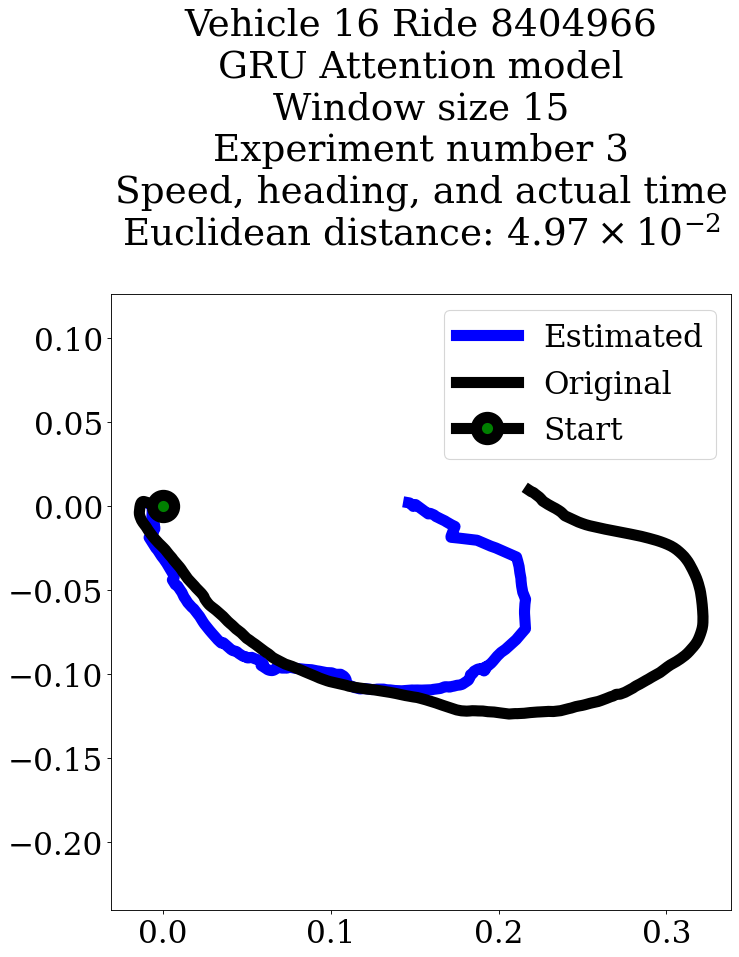 Vehicle 16 Ride 8404966
GRU Attention model
Window size 15
Experiment number 3
Speed, heading, and actual time
Euclidean distance: 4.97 × 10⁻²
Estimated
Original
Start
0.10
0.05
0.00
−0.05
−0.10
−0.15
−0.20
0.0
0.1
0.2
0.3